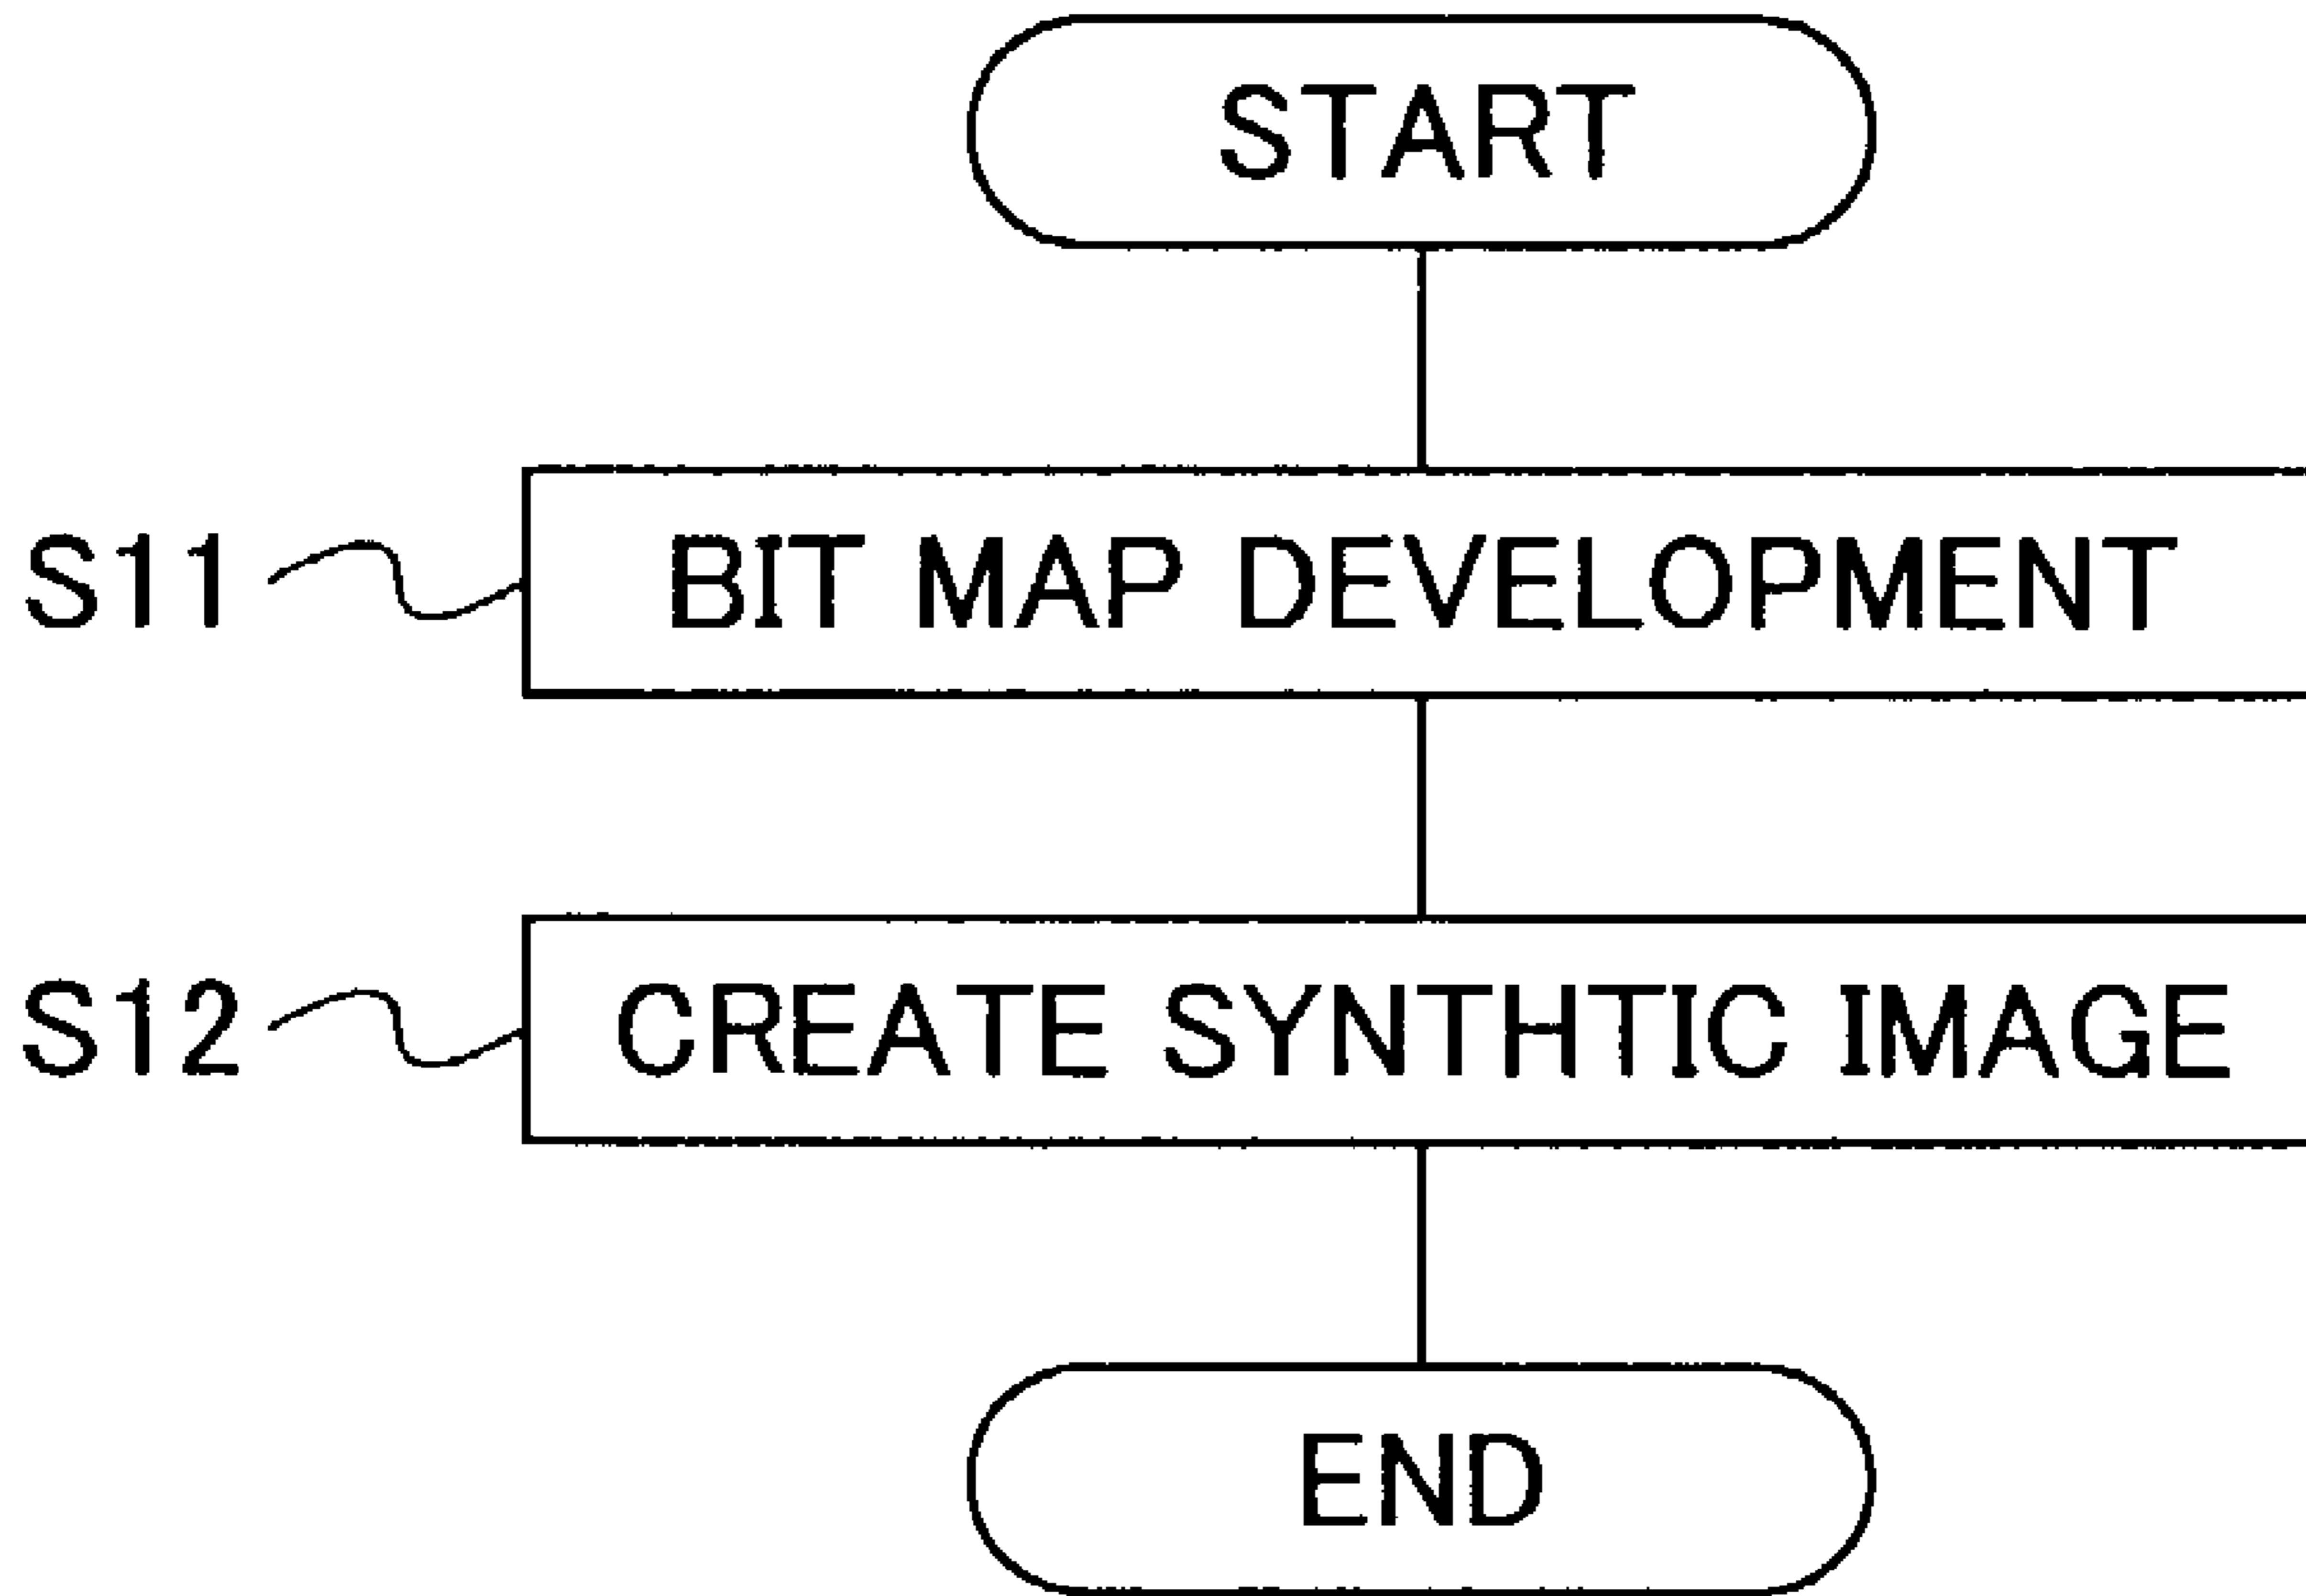 START
S11 BIT MAP DEVELOPMENT
S12 CREATE SYNTHTIC IMAGE
END